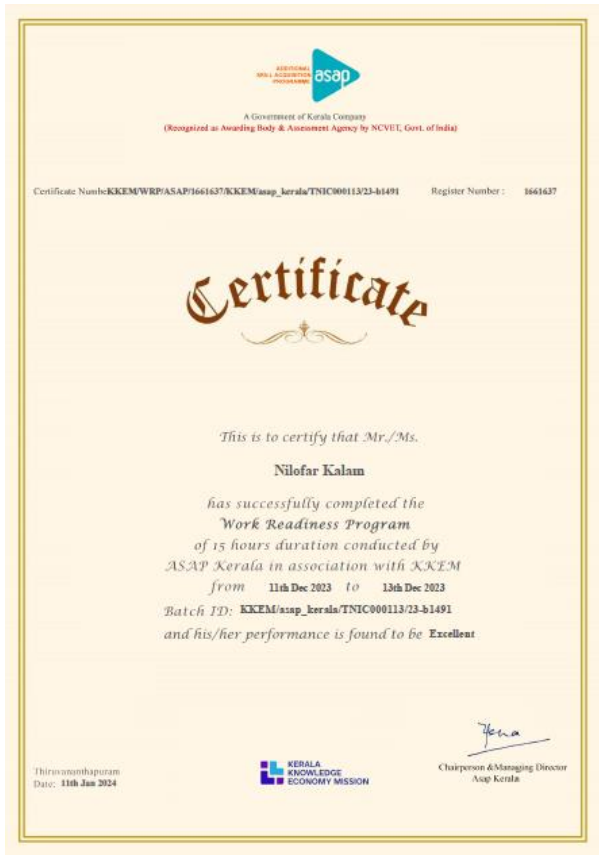 ADDITIONAL
SKILL ACQUISITION
PROGRAMME
asap
A Government of Kerala Company
(Recognized as Awarding Body & Assessment Agency by NCVET, Govt. of India)
Certificate Numbe KKEM/WRP/ASAP/1661637/KKEM/asap_kerala/TNIC000113/23-b1491 Register Number : 1661637
Certificate
This is to certify that Mr./Ms.
Nilofar Kalam
has successfully completed the
Work Readiness Program
of 15 hours duration conducted by
ASAP Kerala in association with KKEM
from 11th Dec 2023 to 13th Dec 2023
Batch ID: KKEM/asap_kerala/TNIC000113/23-b1491
and his/her performance is found to be Excellent
Thiruvananthapuram
Date: 11th Jan 2024
KERALA
KNOWLEDGE
ECONOMY MISSION
Chairperson &Managing Director
Asap Kerala